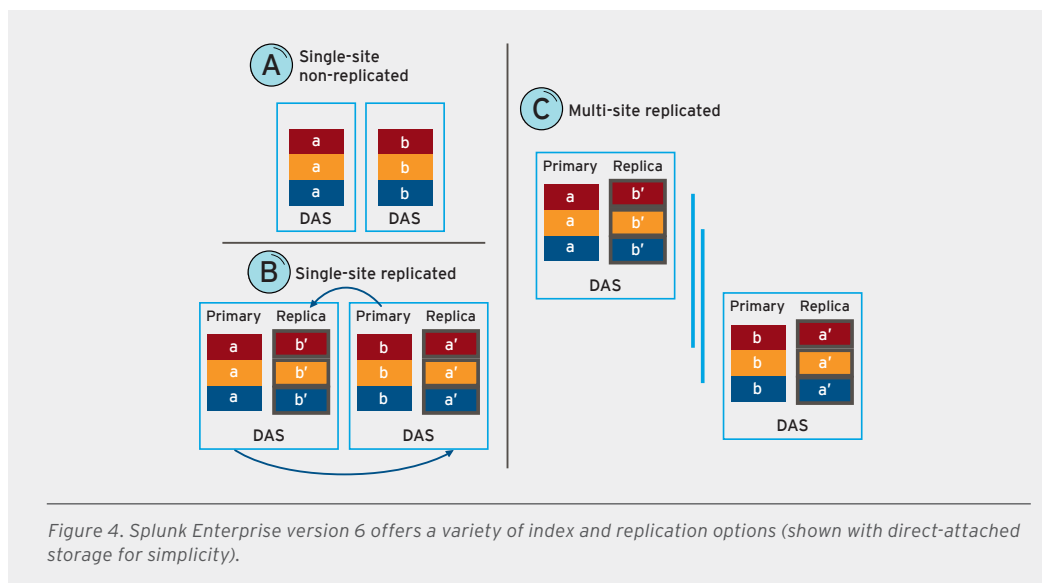 A
Single-site
non-replicated
a
a
a
DAS
b
b
b
DAS
B
Single-site replicated
Primary Replica
a b'
a b'
a b'
DAS
Primary Replica
b a'
b a'
b a'
DAS
C
Multi-site replicated
Primary Replica
a b'
a b'
a b'
DAS
Primary Replica
b a'
b a'
b a'
DAS
Figure 4. Splunk Enterprise version 6 offers a variety of index and replication options (shown with direct-attached
storage for simplicity).